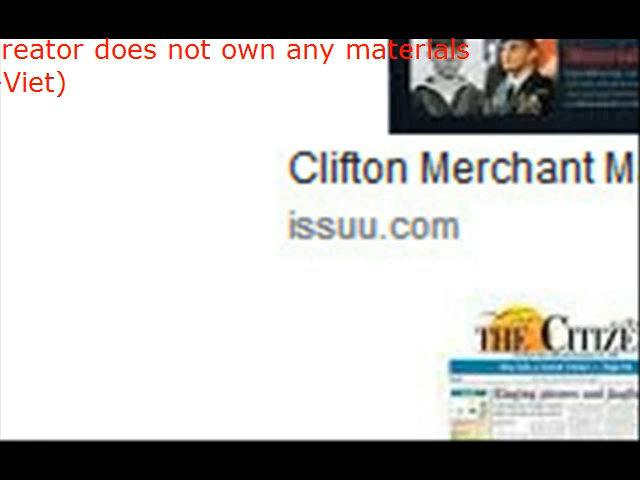 reator does not own any materials
-Viet)
Clifton Merchant M
issuu.com
THE CITIZE